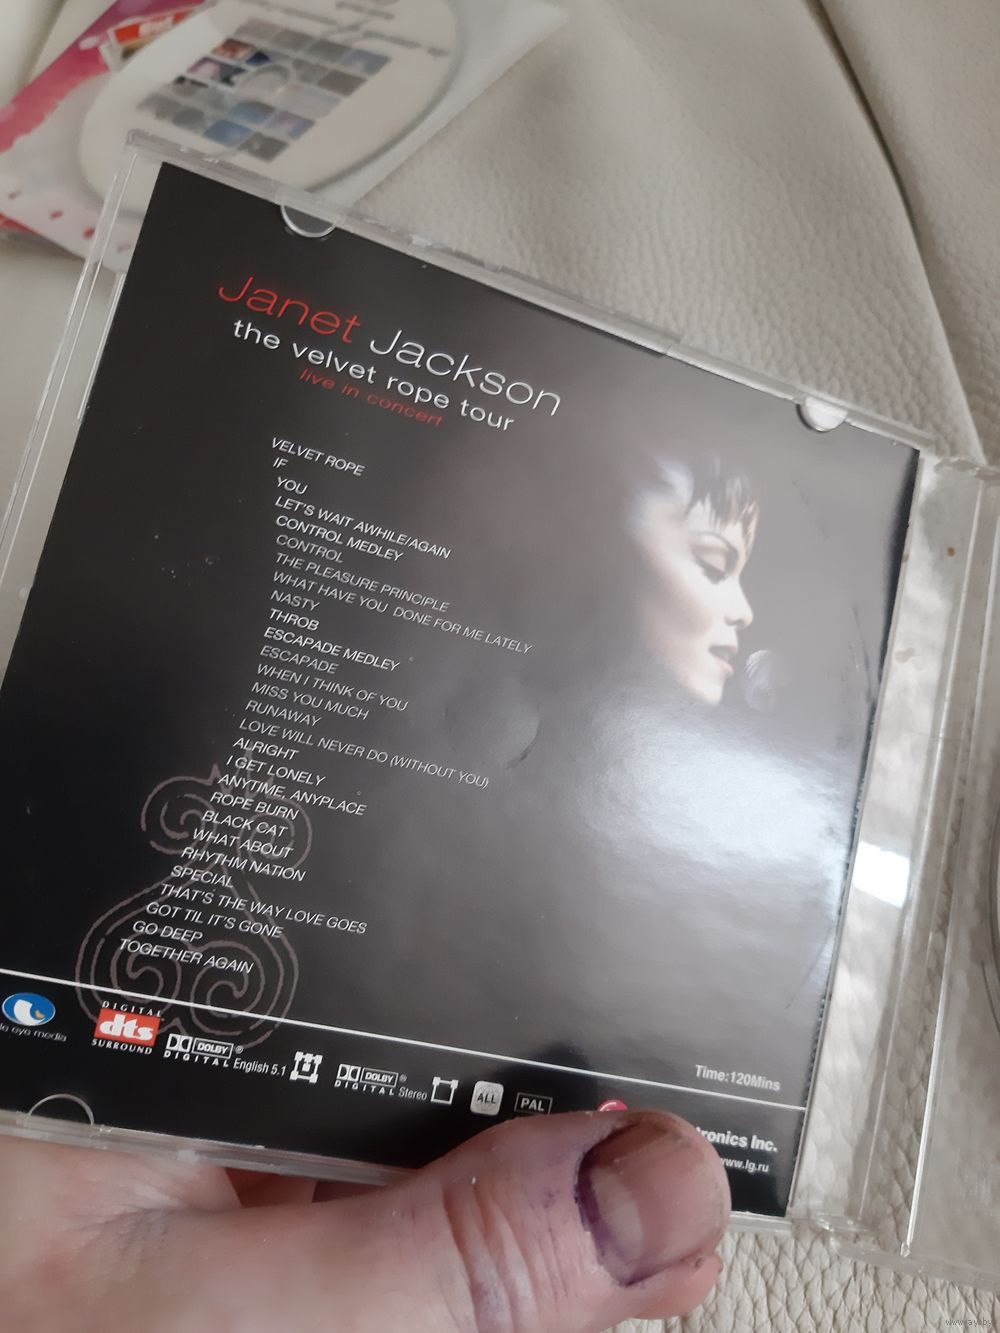 Janet Jackson
the velvet rope tour
live in concert
VELVET ROPE
IF
YOU
LET'S WAIT AWHILE/AGAIN
CONTROL MEDLEY
CONTROL
THE PLEASURE PRINCIPLE
WHAT HAVE YOU DONE FOR ME LATELY
NASTY
THROB
ESCAPADE MEDLEY
ESCAPADE
WHEN I THINK OF YOU
MISS YOU MUCH
RUNAWAY
LOVE WILL NEVER DO (WITHOUT YOU)
ALRIGHT
I GET LONELY
ANYTIME, ANYPLACE
ROPE BURN
BLACK CAT
WHAT ABOUT
RHYTHM NATION
SPECIAL
THAT'S THE WAY LOVE GOES
GOT TIL IT'S GONE
GO DEEP
TOGETHER AGAIN
Time:120Mins
eye media
DIGITAL dts SURROUND
DOLBY DIGITAL English 5.1
DOLBY DIGITAL Stereo
ALL
PAL
tronics Inc.
www.lg.ru